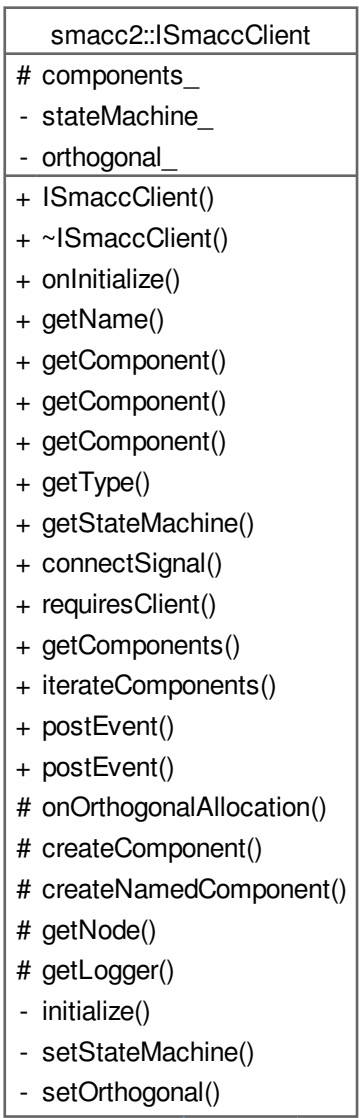 smacc2::ISmaccClient
# components_
- stateMachine_
- orthogonal_
+ ISmaccClient()
+ ~ISmaccClient()
+ onInitialize()
+ getName()
+ getComponent()
+ getComponent()
+ getComponent()
+ getType()
+ getStateMachine()
+ connectSignal()
+ requiresClient()
+ getComponents()
+ iterateComponents()
+ postEvent()
+ postEvent()
# onOrthogonalAllocation()
# createComponent()
# createNamedComponent()
# getNode()
# getLogger()
- initialize()
- setStateMachine()
- setOrthogonal()